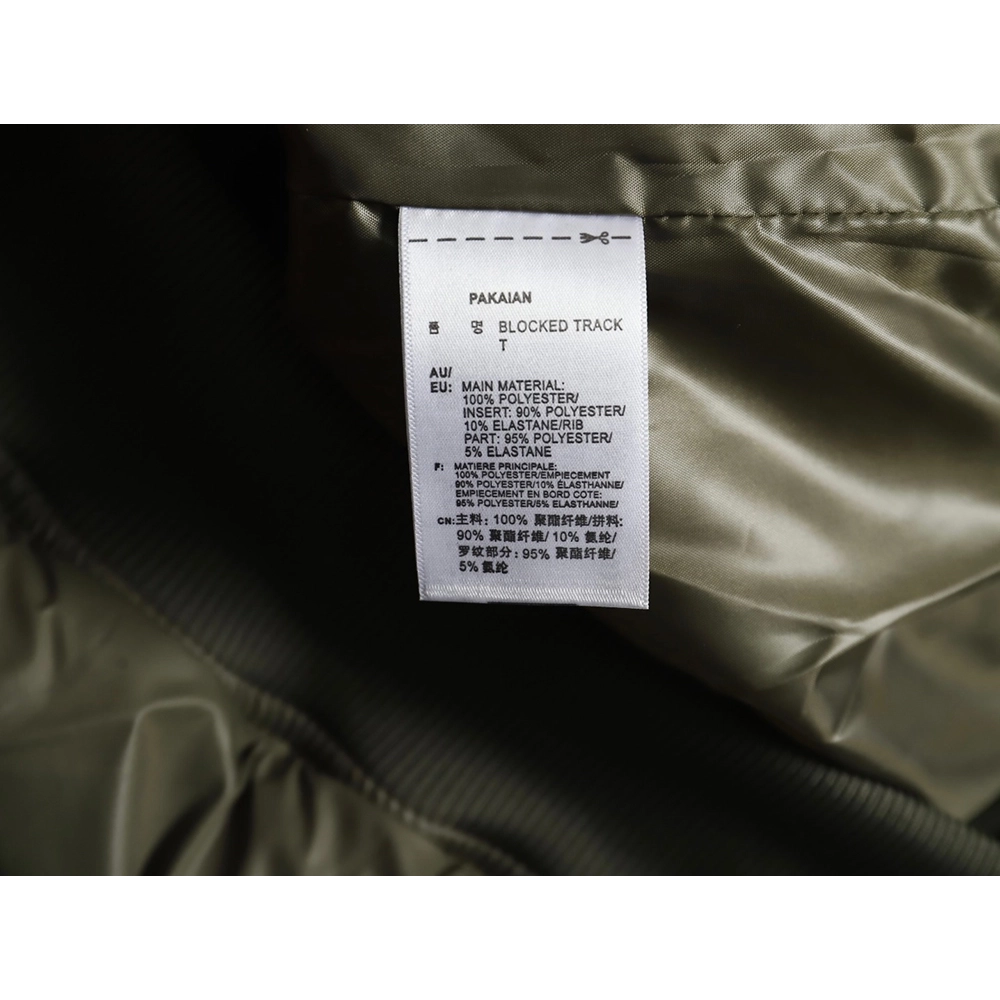 PAKAIAN
품 명 BLOCKED TRACK
T
AU/
EU: MAIN MATERIAL:
100% POLYESTER/
INSERT: 90% POLYESTER/
10% ELASTANE/RIB
PART: 95% POLYESTER/
5% ELASTANE
F: MATIERE PRINCIPALE:
100% POLYESTER/EMPIECEMENT
90% POLYESTER/10% ÉLASTHANNE/
EMPIECEMENT EN BORD COTE:
95% POLYESTER/5% ELASTHANNE/
CN: 主料: 100% 聚酯纤维/拼料:
90% 聚酯纤维/ 10% 氨纶/
罗纹部分: 95% 聚酯纤维/
5% 氨纶